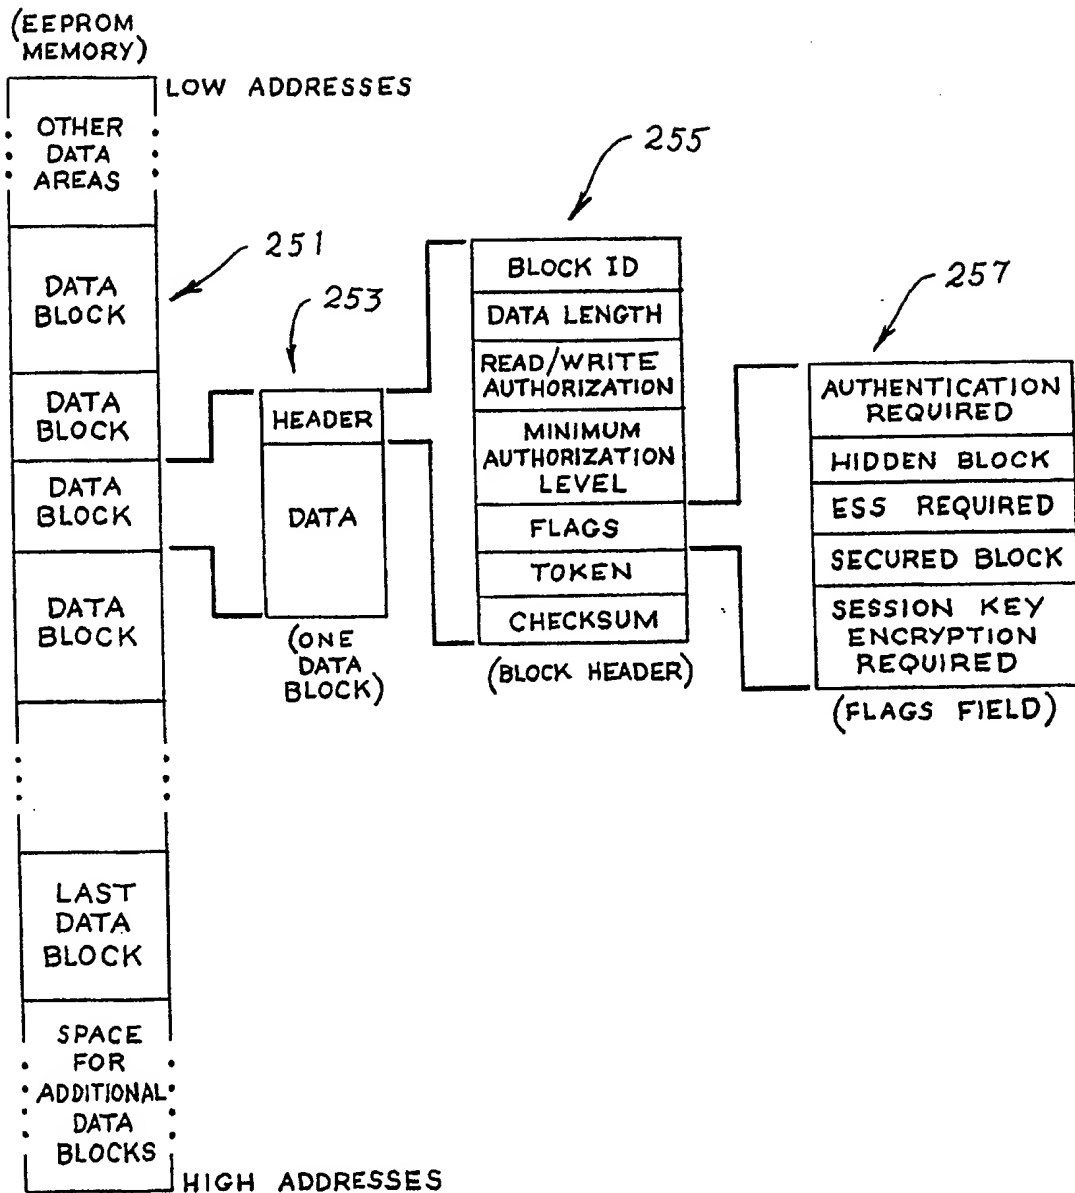 (EEPROM
MEMORY)
LOW ADDRESSES
OTHER
DATA
AREAS
251
DATA
BLOCK
DATA
BLOCK
DATA
BLOCK
DATA
BLOCK
LAST
DATA
BLOCK
SPACE
FOR
ADDITIONAL
DATA
BLOCKS
HIGH ADDRESSES
253
HEADER
DATA
(ONE
DATA
BLOCK)
255
BLOCK ID
DATA LENGTH
READ/WRITE
AUTHORIZATION
MINIMUM
AUTHORIZATION
LEVEL
FLAGS
TOKEN
CHECKSUM
(BLOCK HEADER)
257
AUTHENTICATION
REQUIRED
HIDDEN BLOCK
ESS REQUIRED
SECURED BLOCK
SESSION KEY
ENCRYPTION
REQUIRED
(FLAGS FIELD)